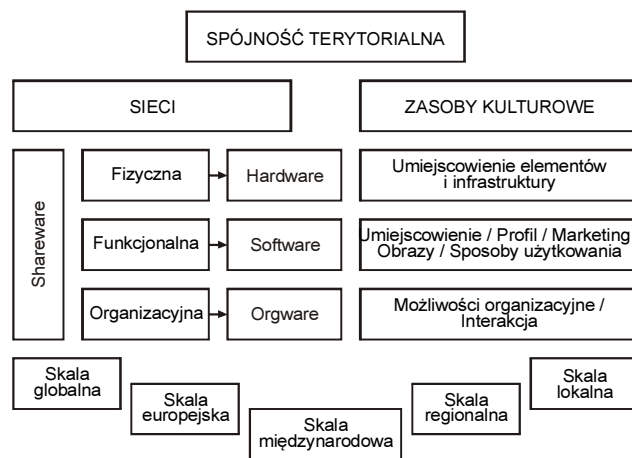 SPÓJNOŚĆ TERYTORIALNA
SIECI
ZASOBY KULTUROWE
Shareware
Fizyczna
Hardware
Umiejscowienie elementów
i infrastruktury
Funkcjonalna
Software
Umiejscowienie / Profil / Marketing
Obrazy / Sposoby użytkowania
Organizacyjna
Orgware
Możliwości organizacyjne /
Interakcja
Skala
globalna
Skala
europejska
Skala
międzynarodowa
Skala
regionalna
Skala
lokalna